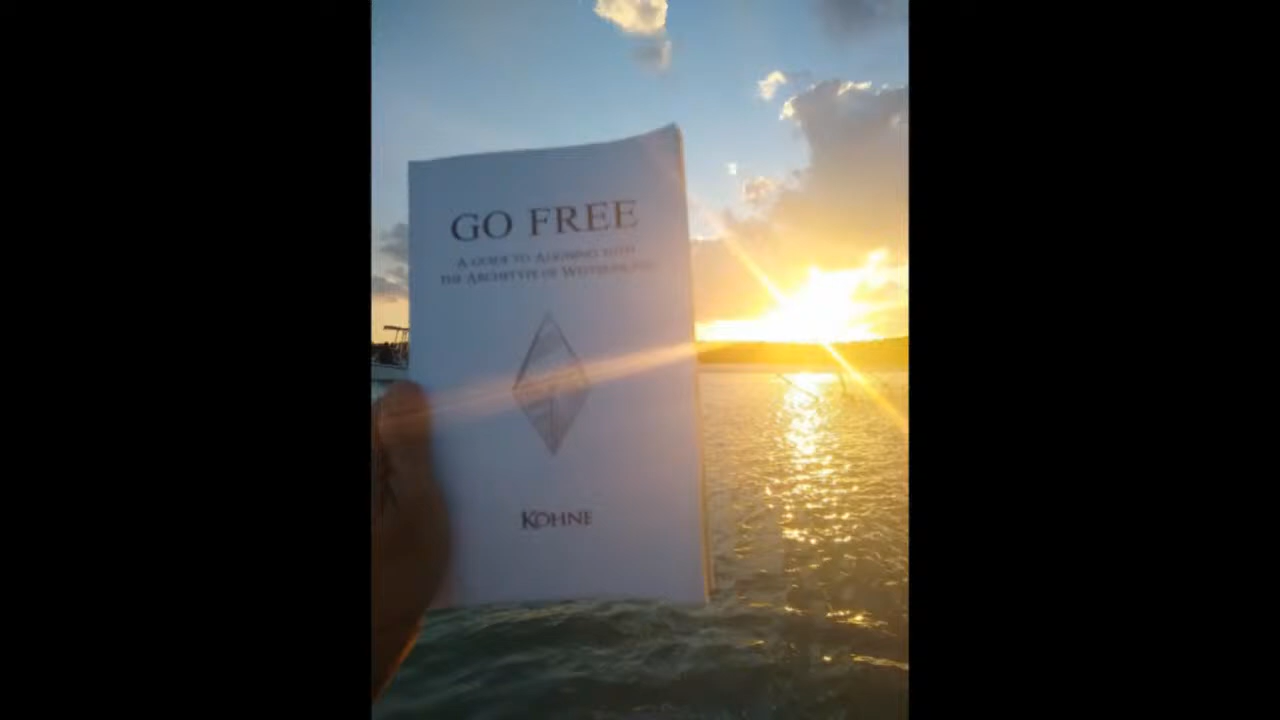 GO FREE
A GUIDE TO ALIGNING WITH
THE ARCHETYPE OF
KOHNE